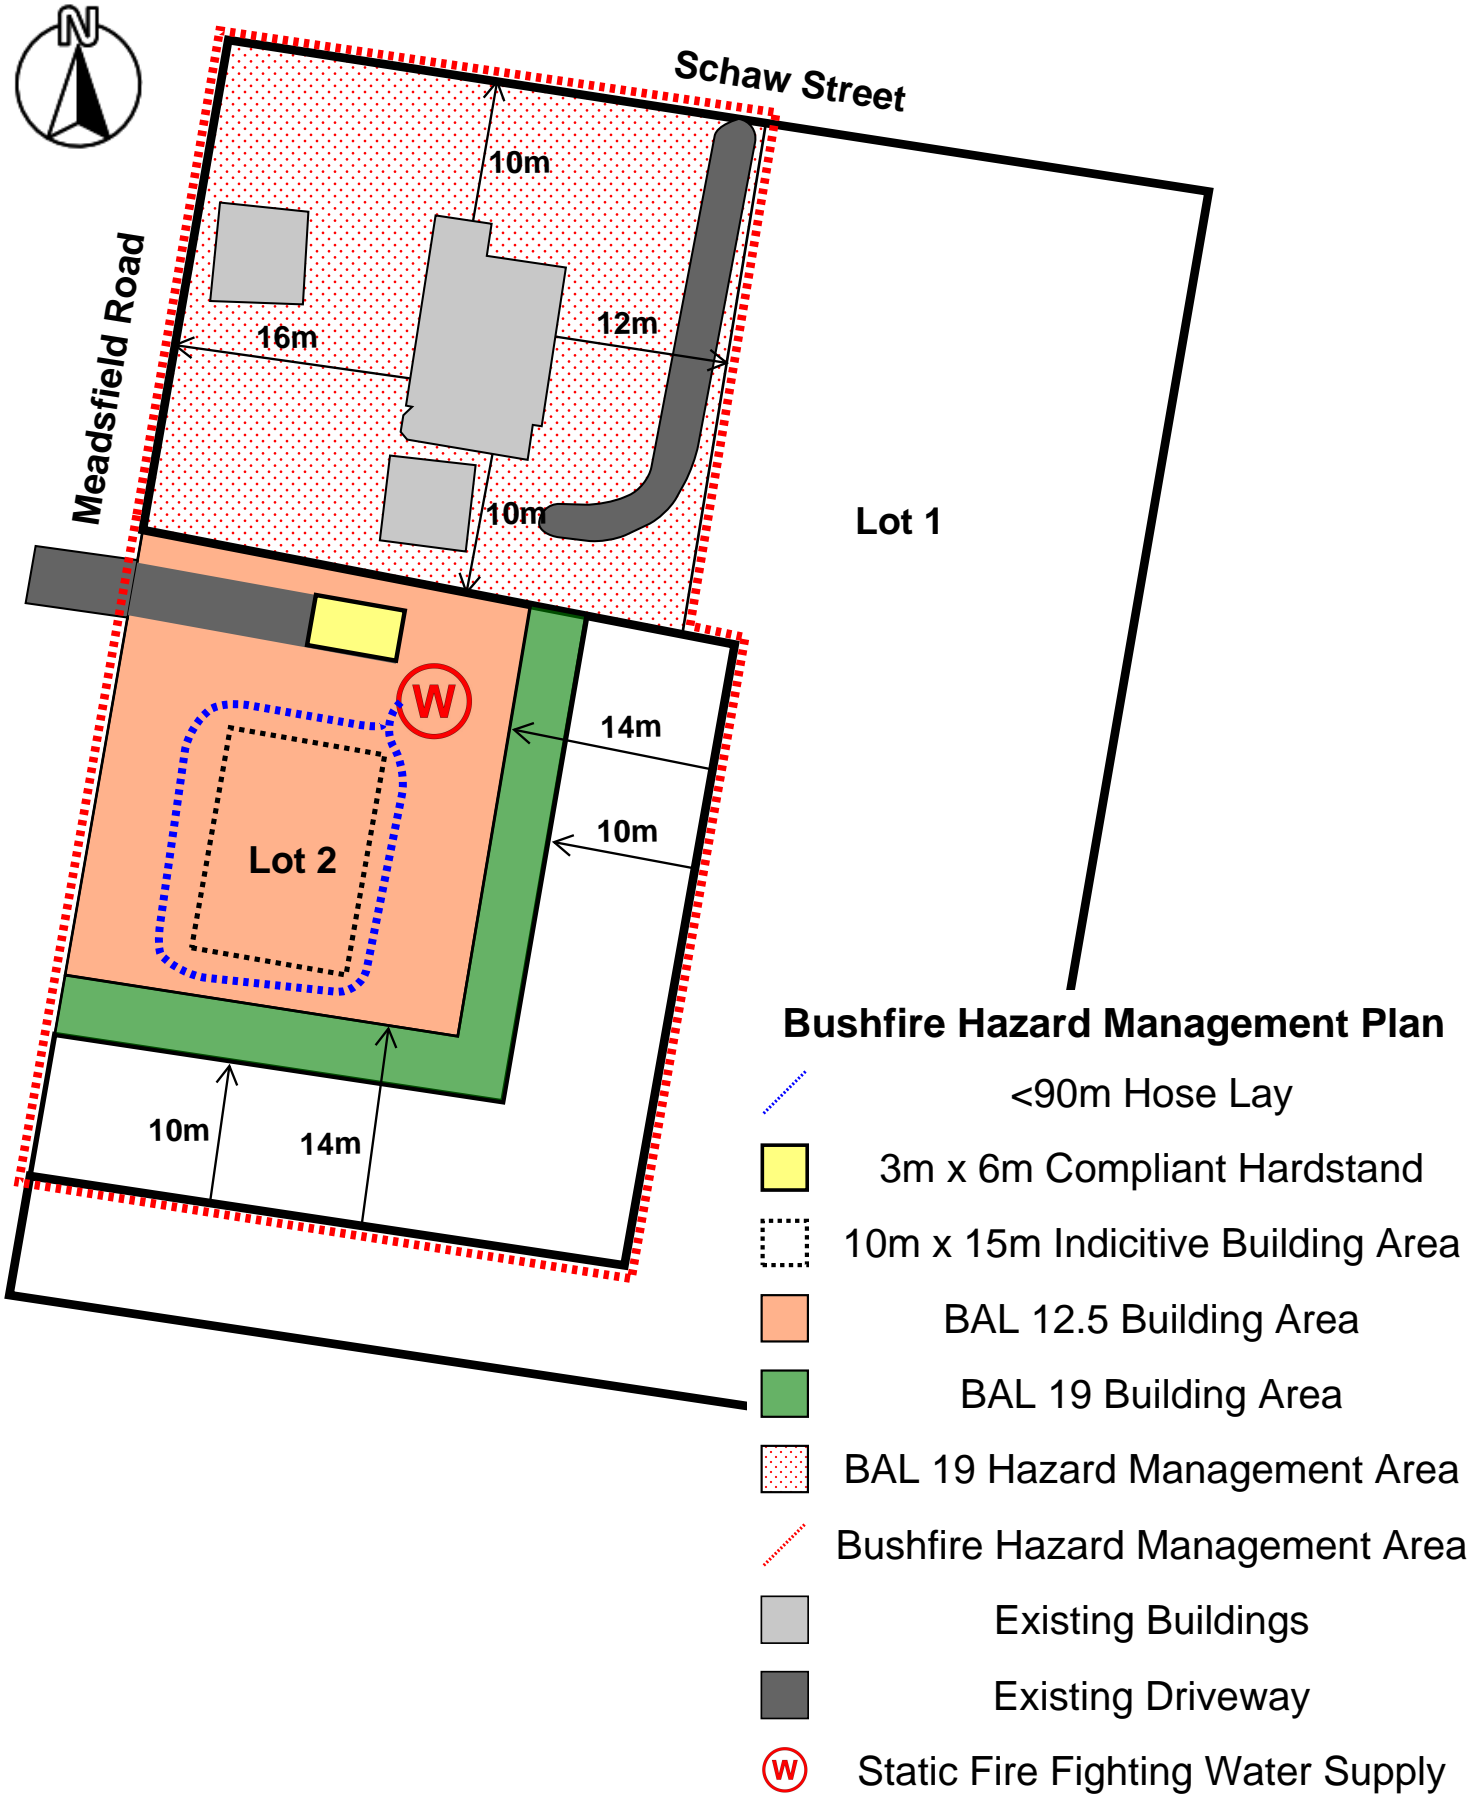 N
Schaw Street
10m
Meadsfield Road
16m
12m
10m
Lot 1
W
14m
10m
Lot 2
10m
14m
Bushfire Hazard Management Plan
<90m Hose Lay
3m x 6m Compliant Hardstand
10m x 15m Indicitive Building Area
BAL 12.5 Building Area
BAL 19 Building Area
BAL 19 Hazard Management Area
Bushfire Hazard Management Area
Existing Buildings
Existing Driveway
W Static Fire Fighting Water Supply